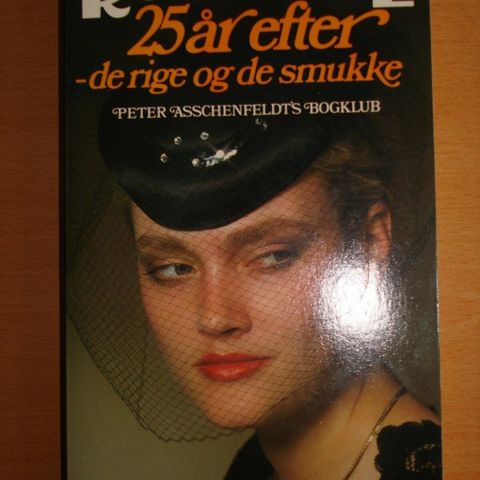 25 år efter
-de rige og de smukke
PETER ASSCHENFELDT'S BOGKLUB